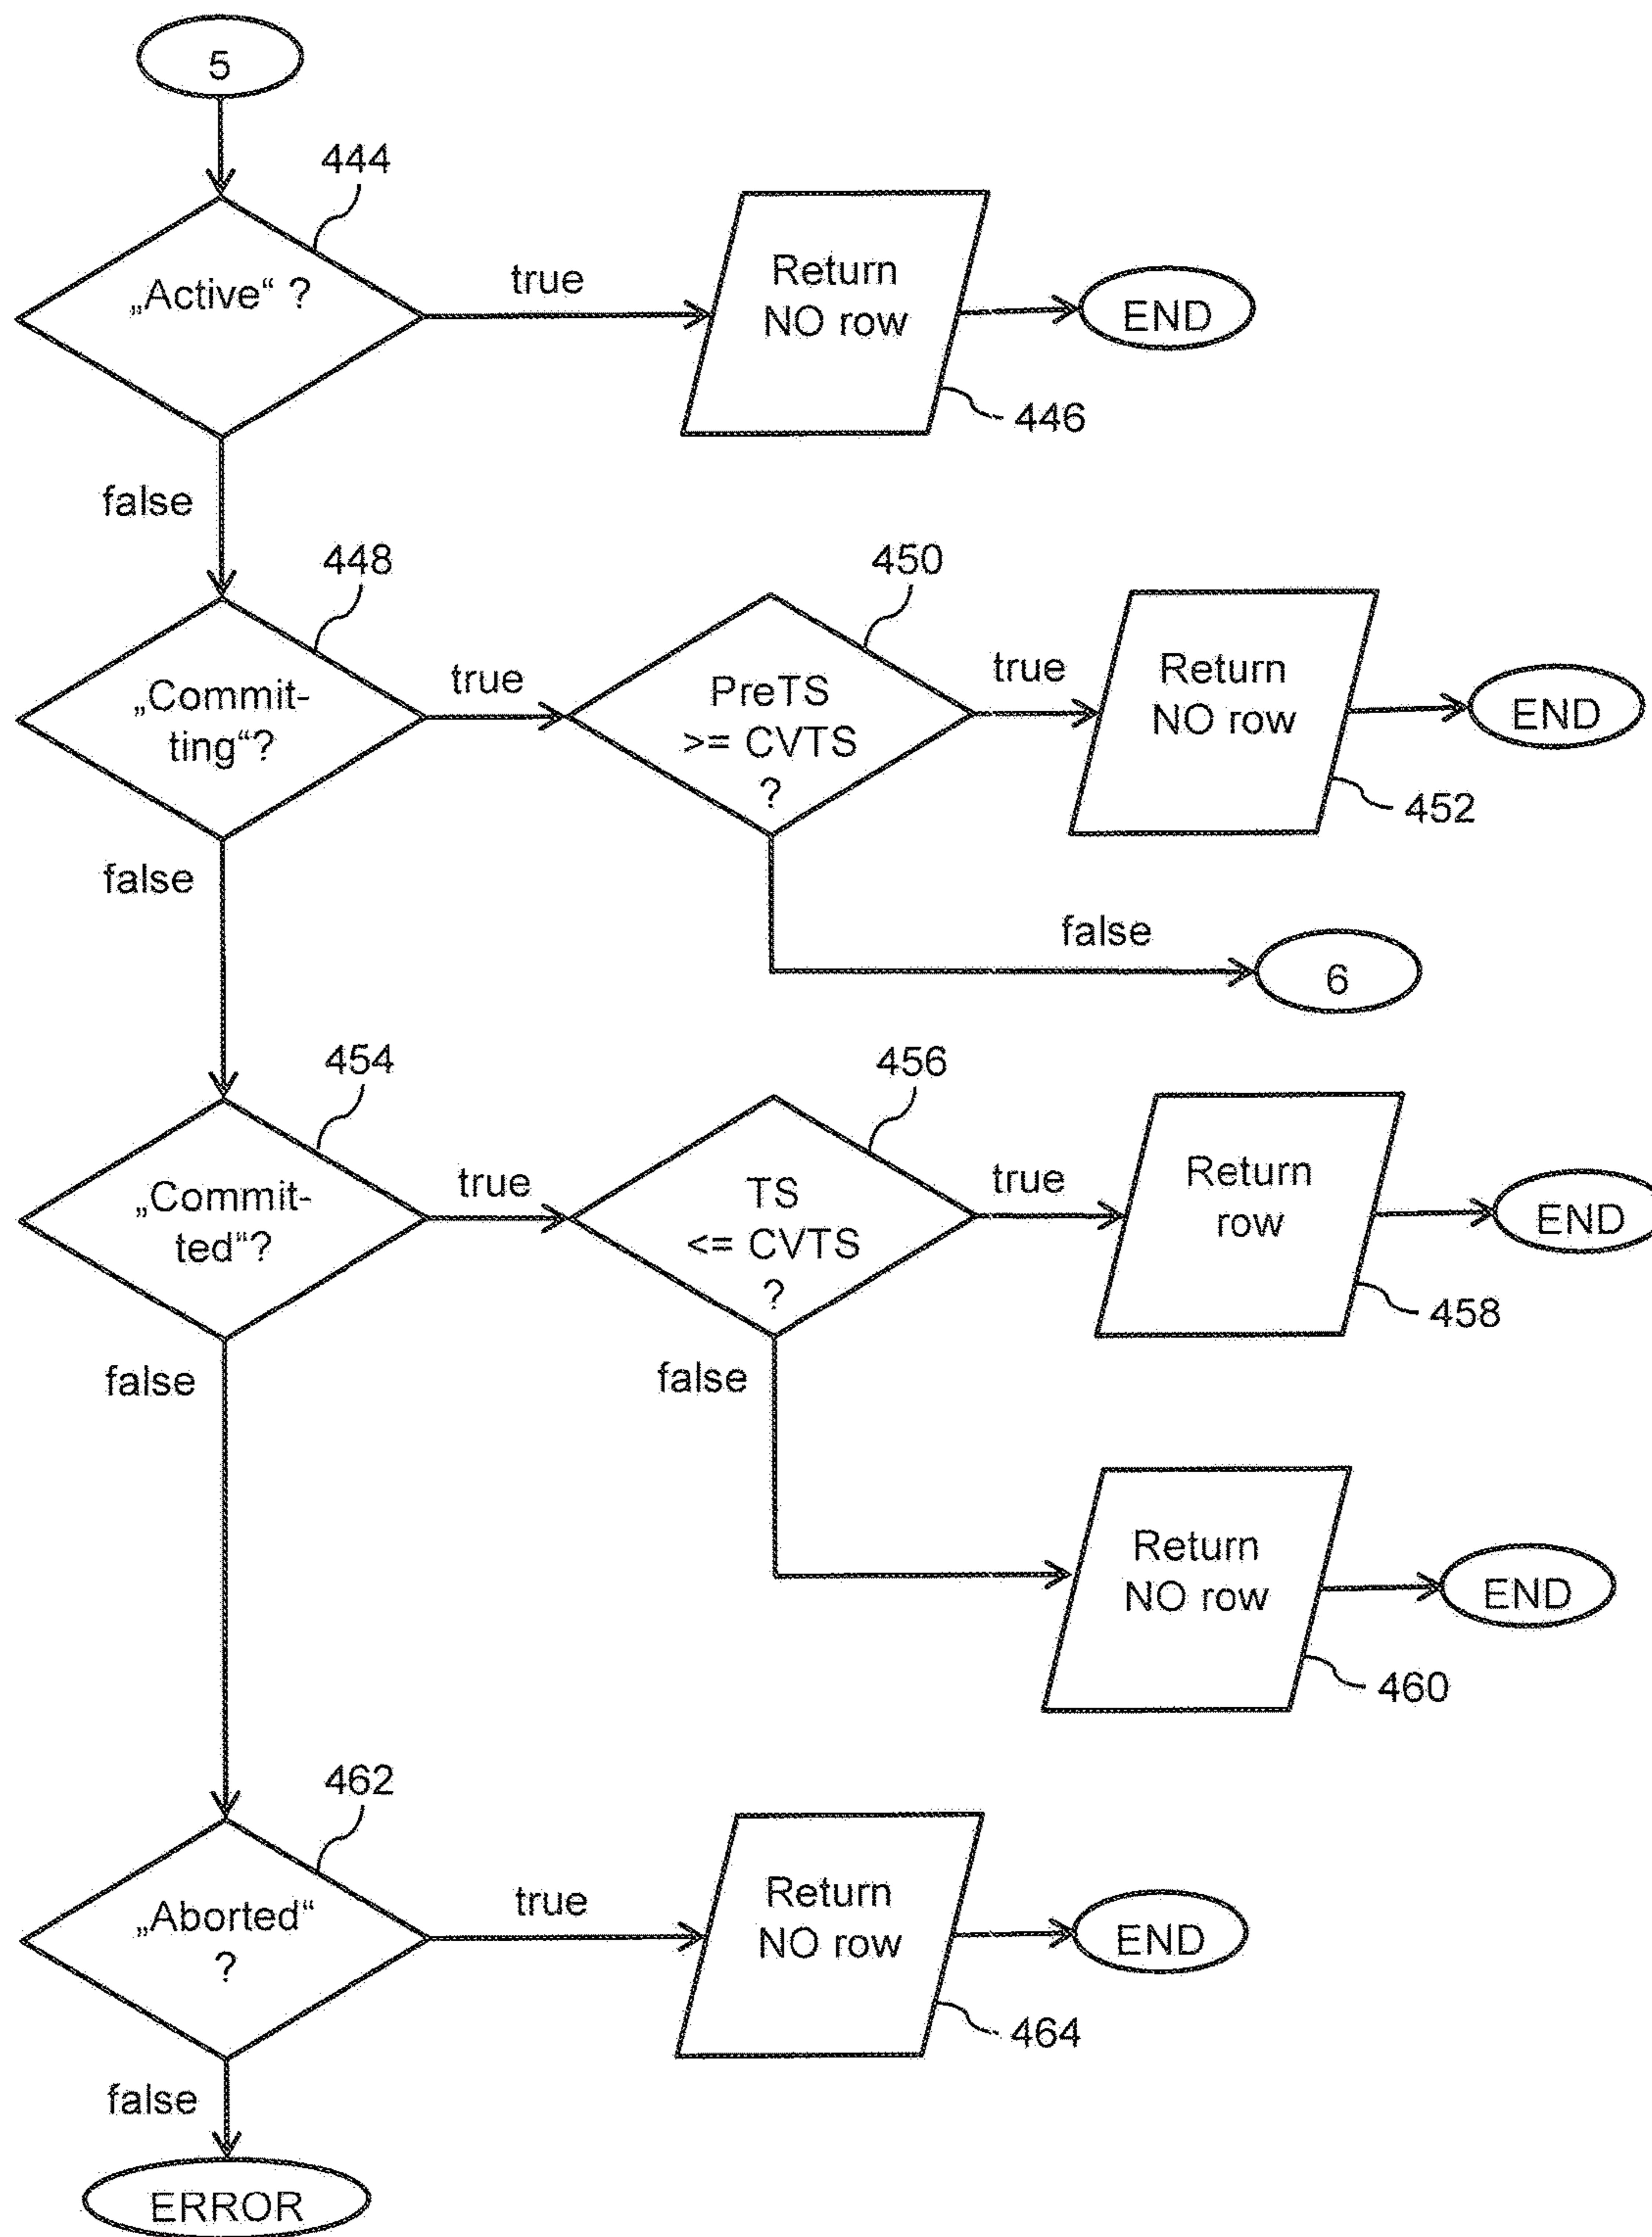 5
444
„Active“ ?
true
Return
NO row
END
446
false
448
„Commit-
ting“?
true
450
PreTS
>= CVTS
?
true
Return
NO row
END
452
false
false
6
454
„Commit-
ted“?
true
456
TS
<= CVTS
?
true
Return
row
END
458
false
false
Return
NO row
END
460
462
„Aborted“
?
true
Return
NO row
END
464
false
ERROR